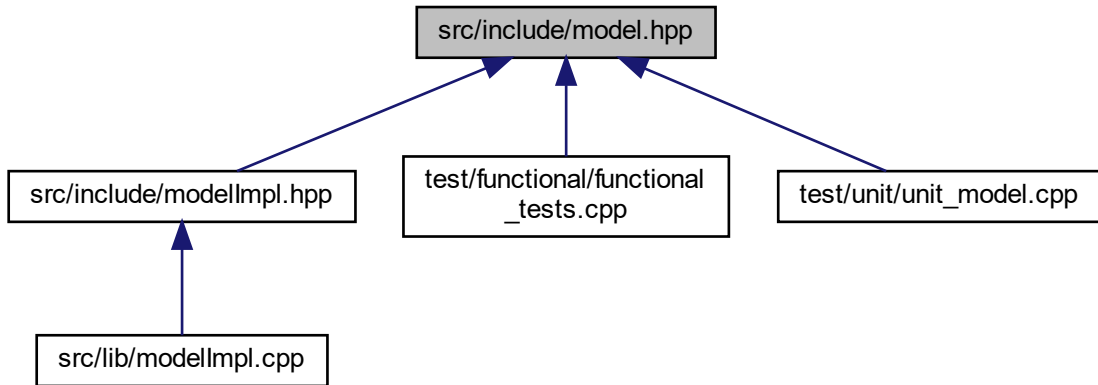 src/include/model.hpp
src/include/modelImpl.hpp
test/functional/functional
_tests.cpp
test/unit/unit_model.cpp
src/lib/modelImpl.cpp